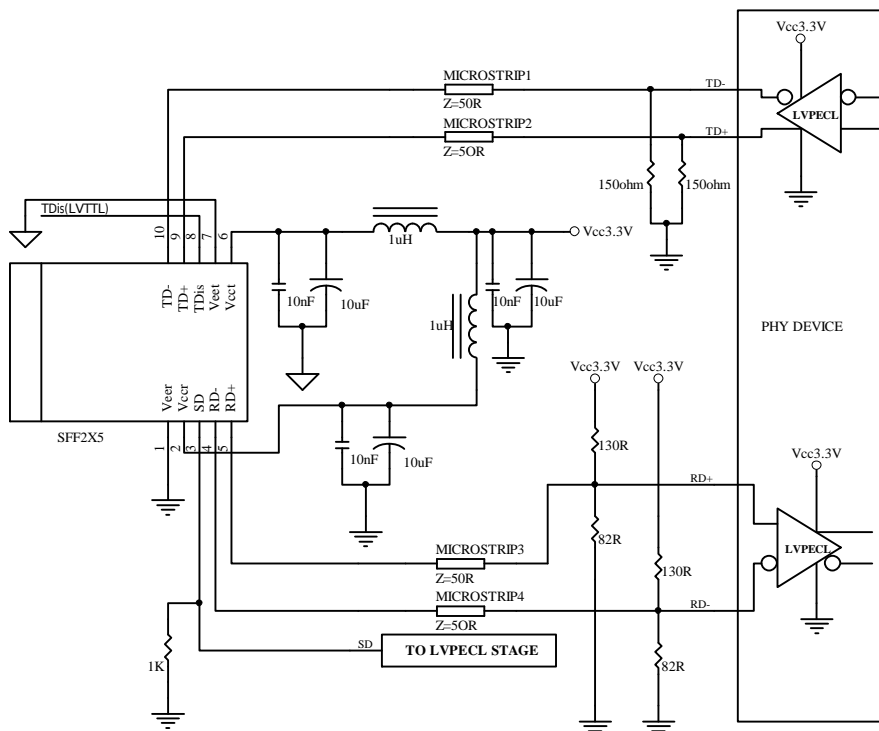 Vcc3.3V
MICROSTRIP1
TD-
Z=50R
LVPECL
MICROSTRIP2
TD+
Z=5OR
150ohm
150ohm
TDis(LVTTL)
10
9
8
7
6
1uH
Vcc3.3V
TD-
TD+
TDis
Veet
Vcct
10nF
10uF
10nF
10uF
1uH
PHY DEVICE
Veer
Vccr
SD
RD-
RD+
Vcc3.3V
Vcc3.3V
SFF2X5
1
2
3
4
5
10nF
10uF
130R
Vcc3.3V
RD+
82R
MICROSTRIP3
Z=50R
LVPECL
130R
MICROSTRIP4
RD-
Z=5OR
1K
SD
TO LVPECL STAGE
82R